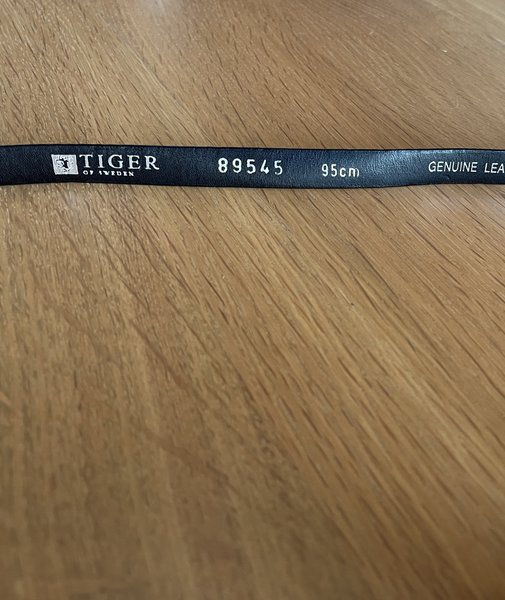 TIGER
OF SWEDEN
89545 95cm GENUINE LEA